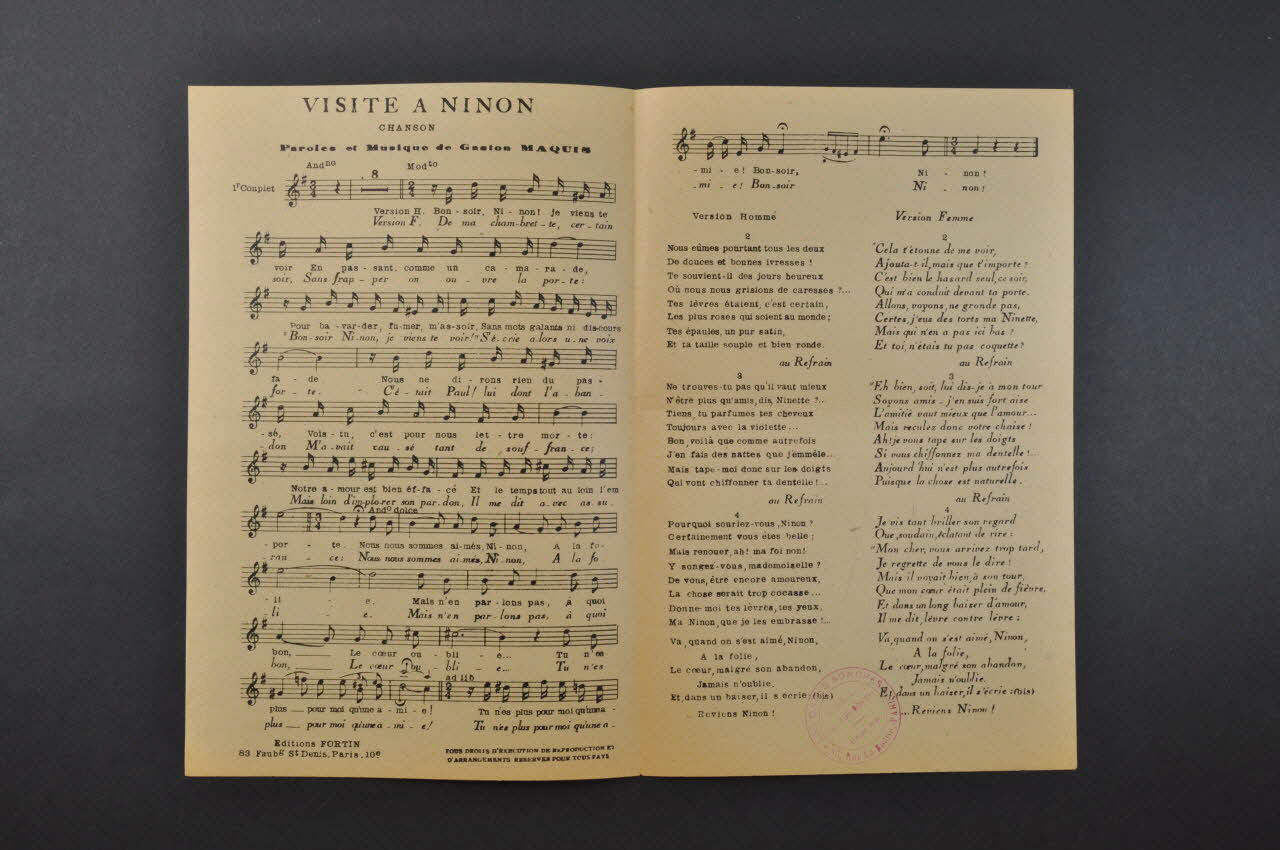 VISITE A NINON
CHANSON
Paroles et Musique de Gaston MAQUIS
Andno Modto
8
1r Couplet
Version H. Bon - soir, Ni - non! je viens te
Version F. De ma cham - bret - te, cer - tain
voir En pas - sant comme un ca - ma - ra - de,
soir, Sans frap - per on ou - vre la por - te:
Pour ba - var - der, fu - mer, m'as - soir, Sans mots galants ni dis - cours
"Bon - soir Ni - non, je viens te voir!" S'é - crie a - lors u - ne voix
fa - de Nous ne di - rons rien du pas -
for - te. C'é - tait Paul! lui dont l'a - ban -
sé, Vois - tu, c'est pour nous let - tre mor - te:
don M'a - vait cau - sé tant de souf - fran - ce;
Notre a - mour est bien éf - fa - cé Et le temps tout au loin l'em
Mais loin d'im - plo - rer son par - don, Il me dit a - vec as - su -
Ando dolce
- por - te. Nous nous sommes ai - més, Ni - non, A la fo -
- ran - ce: Nous nous sommes ai - més, Ni - non, A la fo
- li - e. Mais n'en par - lons pas, à quoi
li - e. Mais n'en par - lons pas, à quoi
bon, Le cœur ou - bli - e... Tu n'es
bon, Le cœur ou - bli - e... Tu n'es
ad lib
plus pour moi qu'une a - mi - e! Tu n'es plus pour moi qu'une a -
plus pour moi qu'une a - mi - e! Tu n'es plus pour moi qu'une a -
Editions FORTIN
83 Faubg St Denis, Paris. 10e
TOUS DROITS D'EXECUTION DE REPRODUCTION ET
D'ARRANGEMENTS RESERVES POUR TOUS PAYS
- mi - e! Bon - soir, Ni - non!
- mi - e! Bon - soir Ni - non!
Version Homme
2
Nous eûmes pourtant tous les deux
De douces et bonnes ivresses !
Te souvient-il des jours heureux
Où nous nous grisions de caresses ?...
Tes lèvres étaient, c'est certain,
Les plus roses qui soient au monde;
Tes épaules, un pur satin,
Et ta taille souple et bien ronde.
au Refrain
3
Ne trouves-tu pas qu'il vaut mieux
N'être plus qu'amis, dis, Ninette ?...
Tiens, tu parfumes tes cheveux
Toujours avec la violette...
Bon, voilà que comme autrefois
J'en fais des nattes que j'emmêle...
Mais tape-moi donc sur les doigts
Qui vont chiffonner ta dentelle !...
au Refrain
4
Pourquoi souriez-vous, Ninon ?
Certainement vous êtes belle ;
Mais renouer, ah! ma foi non!
Y songez-vous, mademoiselle ?
De vous, être encore amoureux,
La chose serait trop cocasse...
Donne-moi tes lèvres, tes yeux,
Ma Ninon, que je les embrasse !...
Va, quand on s'est aimé, Ninon,
A la folie,
Le cœur, malgré son abandon,
Jamais n'oublie.
Et, dans un baiser, il s'écrie: (bis)
... Reviens Ninon !
Version Femme
2
"Cela t'étonne de me voir,
Ajouta-t-il, mais que t'importe ?
C'est bien le hasard seul, ce soir,
Qui m'a conduit devant ta porte.
Allons, voyons, ne gronde pas,
Certes, j'eus des torts ma Ninette,
Mais qui n'en a pas ici bas ?
Et toi, n'étais tu pas coquette?
au Refrain
3
"Eh bien, soit, lui dis-je à mon tour
Soyons amis - j'en suis fort aise
L'amitié vaut mieux que l'amour...
Mais reculez donc votre chaise !
Ah! je vous tape sur les doigts
Si vous chiffonnez ma dentelle !...
Aujourd'hui n'est plus autrefois
Puisque la chose est naturelle.
au Refrain
4
Je vis tant briller son regard
Que, soudain, éclatant de rire :
"Mon cher, vous arrivez trop tard,
Je regrette de vous le dire !
Mais il voyait bien, à son tour,
Que mon cœur était plein de fièvre,
Et dans un long baiser d'amour,
Il me dit, lèvre contre lèvre :
Va, quand on s'est aimé, Ninon,
A la folie,
Le cœur, malgré son abandon,
Jamais n'oublie.
Et, dans un baiser, il s'écrie: (bis)
... Reviens Ninon !